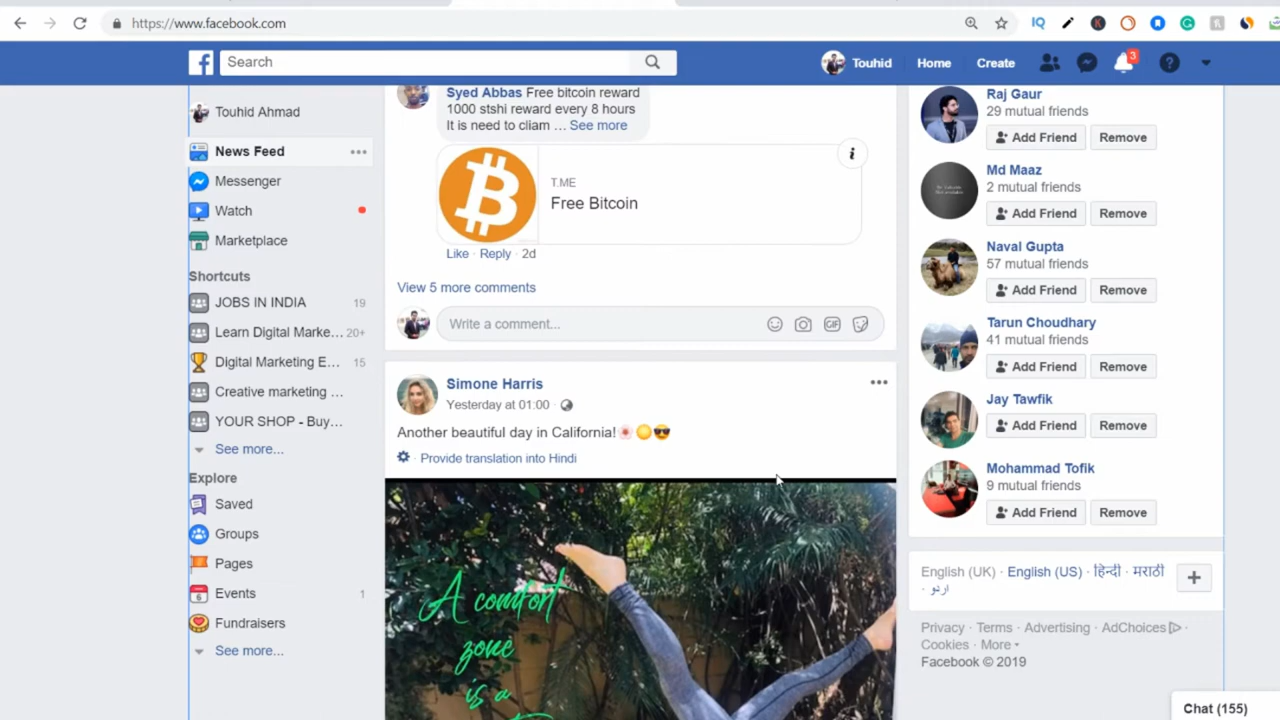 https://www.facebook.com
IQ
Search
Touhid
Home
Create
3
Touhid Ahmad
News Feed
Messenger
Watch
Marketplace
Shortcuts
JOBS IN INDIA 19
Learn Digital Marke... 20+
Digital Marketing E... 15
Creative marketing ...
YOUR SHOP - Buy...
See more...
Explore
Saved
Groups
Pages
Events 1
Fundraisers
See more...
Syed Abbas Free bitcoin reward
1000 stshi reward every 8 hours
It is need to cliam ... See more
T.ME
Free Bitcoin
Like · Reply · 2d
View 5 more comments
Write a comment...
GIF
Simone Harris
Yesterday at 01:00 ·
Another beautiful day in California!
· Provide translation into Hindi
A comfort
zone
is a
Raj Gaur
29 mutual friends
Add Friend Remove
Md Maaz
2 mutual friends
Add Friend Remove
Naval Gupta
57 mutual friends
Add Friend Remove
Tarun Choudhary
41 mutual friends
Add Friend Remove
Jay Tawfik
Add Friend Remove
Mohammad Tofik
9 mutual friends
Add Friend Remove
English (UK) · English (US) · हिन्दी · मराठी
· اردو
Privacy · Terms · Advertising · AdChoices ·
Cookies · More
Facebook © 2019
Chat (155)